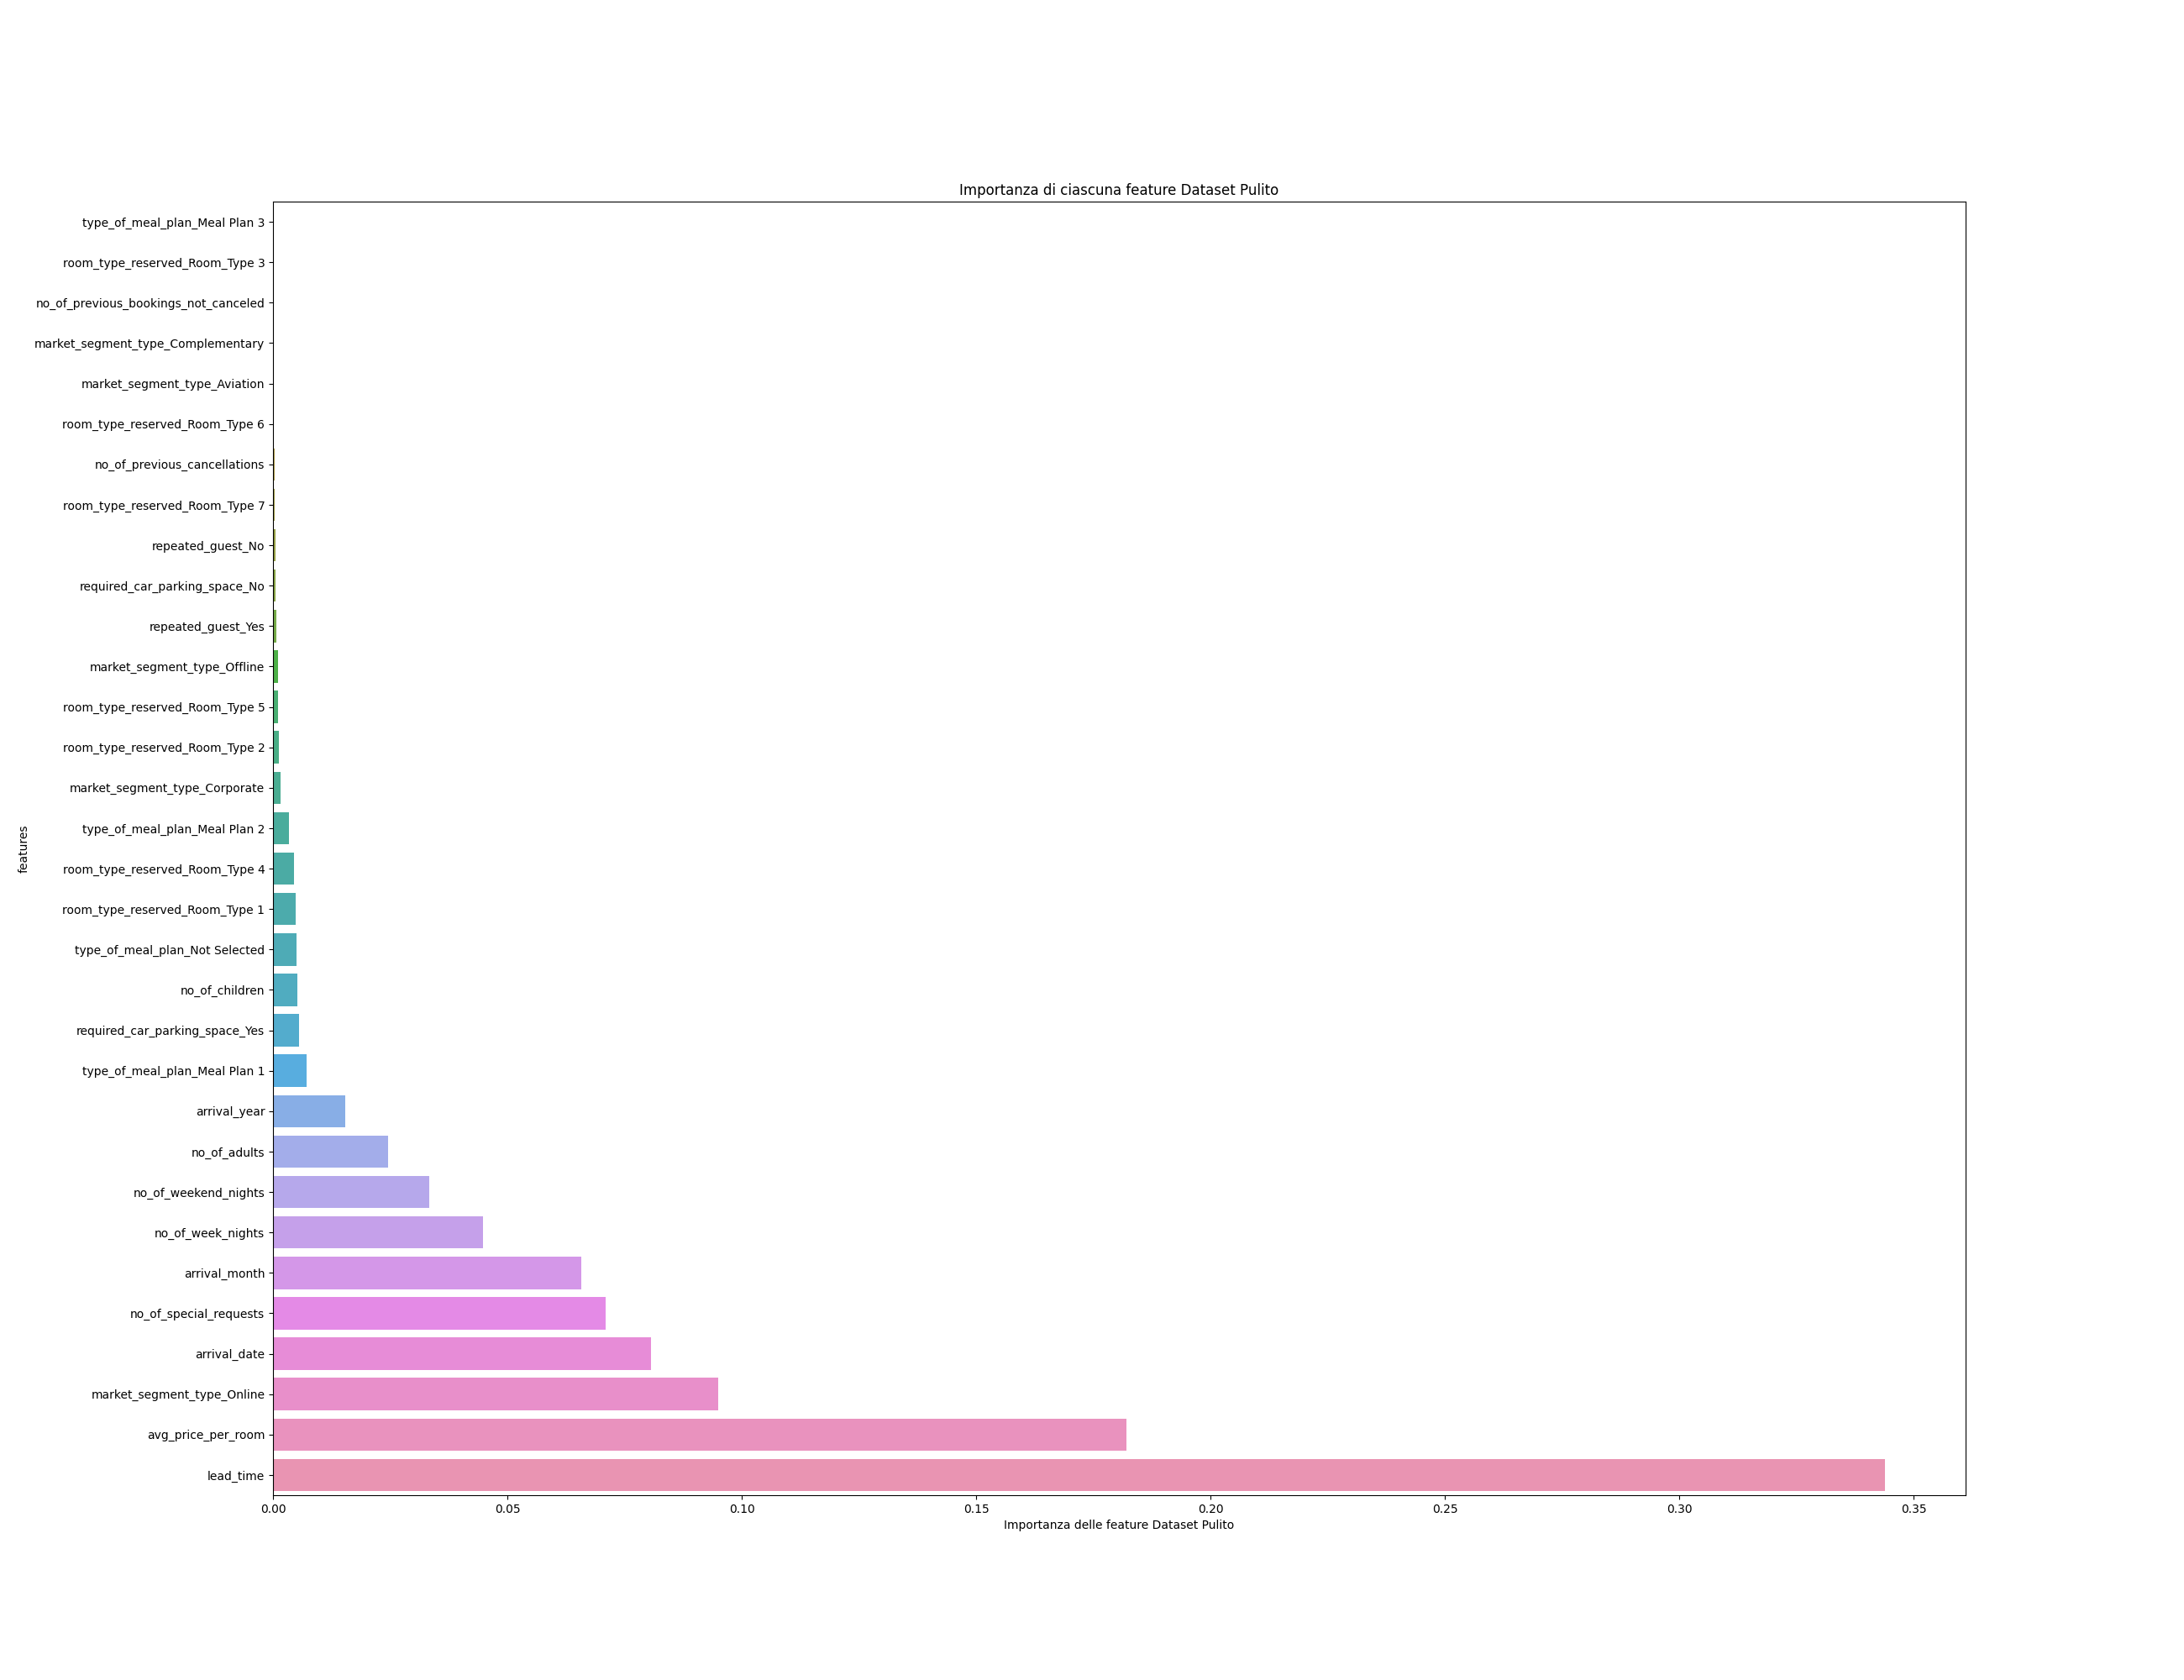 Importanza di ciascuna feature Dataset Pulito
type_of_meal_plan_Meal Plan 3
room_type_reserved_Room_Type 3
no_of_previous_bookings_not_canceled
market_segment_type_Complementary
market_segment_type_Aviation
room_type_reserved_Room_Type 6
no_of_previous_cancellations
room_type_reserved_Room_Type 7
repeated_guest_No
required_car_parking_space_No
repeated_guest_Yes
market_segment_type_Offline
room_type_reserved_Room_Type 5
room_type_reserved_Room_Type 2
market_segment_type_Corporate
type_of_meal_plan_Meal Plan 2
features
room_type_reserved_Room_Type 4
room_type_reserved_Room_Type 1
type_of_meal_plan_Not Selected
no_of_children
required_car_parking_space_Yes
type_of_meal_plan_Meal Plan 1
arrival_year
no_of_adults
no_of_weekend_nights
no_of_week_nights
arrival_month
no_of_special_requests
arrival_date
market_segment_type_Online
avg_price_per_room
lead_time
0.00 0.05 0.10 0.15 0.20 0.25 0.30 0.35
Importanza delle feature Dataset Pulito